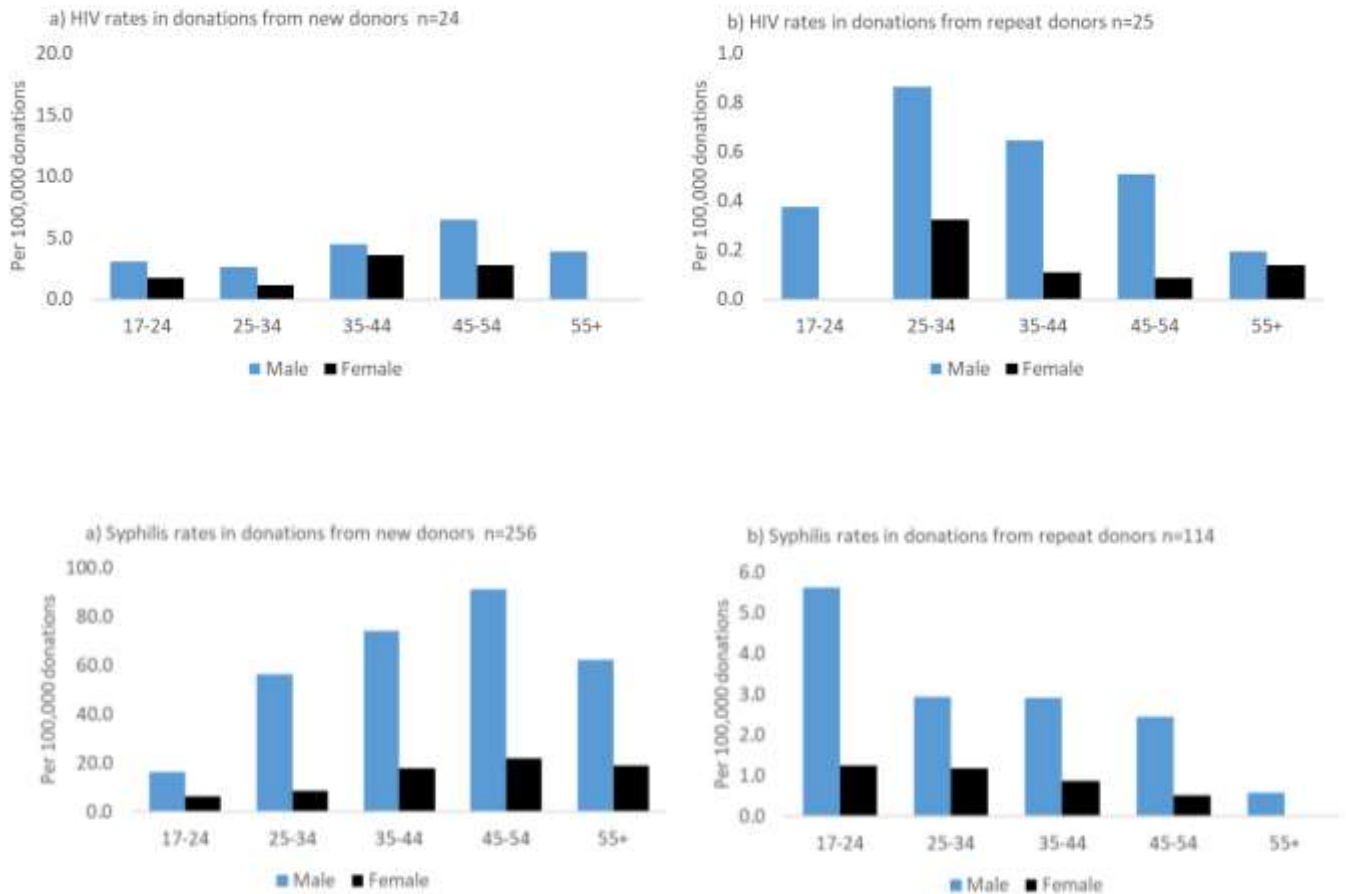 a) HIV rates in donations from new donors n=24
Per 100,000 donations
20.0
15.0
10.0
5.0
0.0
17-24 25-34 35-44 45-54 55+
Male Female
b) HIV rates in donations from repeat donors n=25
Per 100,000 donations
1.0
0.8
0.6
0.4
0.2
0.0
17-24 25-34 35-44 45-54 55+
Male Female
a) Syphilis rates in donations from new donors n=256
Per 100,000 donations
100.0
80.0
60.0
40.0
20.0
0.0
17-24 25-34 35-44 45-54 55+
Male Female
b) Syphilis rates in donations from repeat donors n=114
Per 100,000 donations
6.0
5.0
4.0
3.0
2.0
1.0
0.0
17-24 25-34 35-44 45-54 55+
Male Female